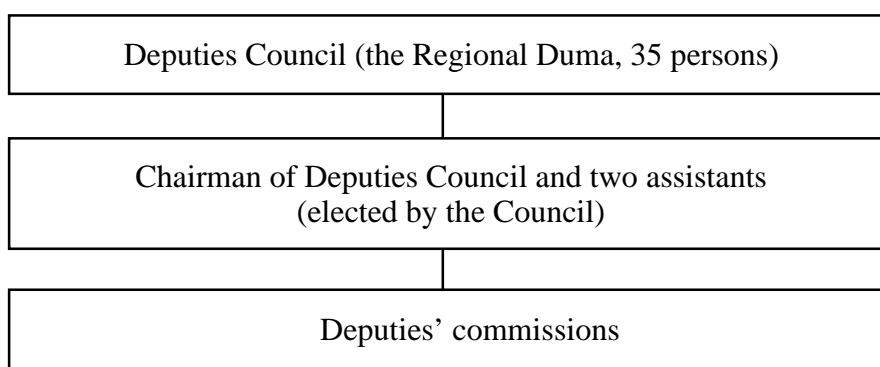 Deputies Council (the Regional Duma, 35 persons)
Chairman of Deputies Council and two assistants
(elected by the Council)
Deputies’ commissions